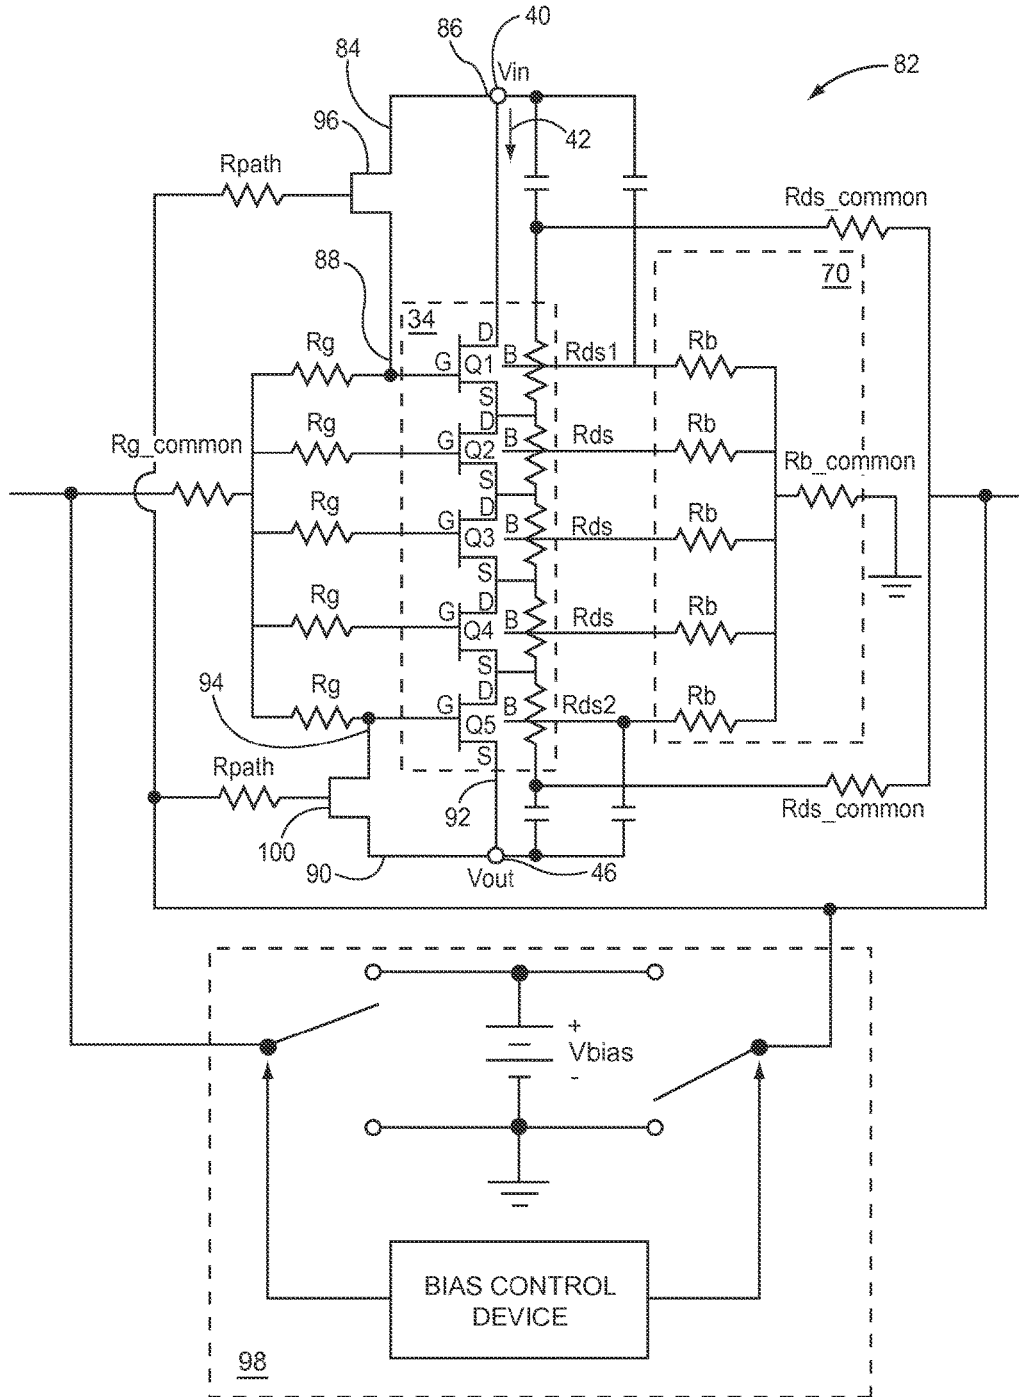 86
40
84
Vin
82
96
42
Rpath
Rds_common
88
70
34
Rg
D
Rds1
Rb
G
Q1
B
S
Rg
D
Rds
Rb
G
Q2
B
Rg_common
S
Rb_common
Rg
D
Rds
Rb
G
Q3
B
S
Rg
D
Rds
Rb
G
Q4
B
S
94
Rg
D
Rds2
Rb
G
Q5
B
S
Rpath
92
Rds_common
100
90
Vout
46
+
Vbias
-
BIAS CONTROL
DEVICE
98